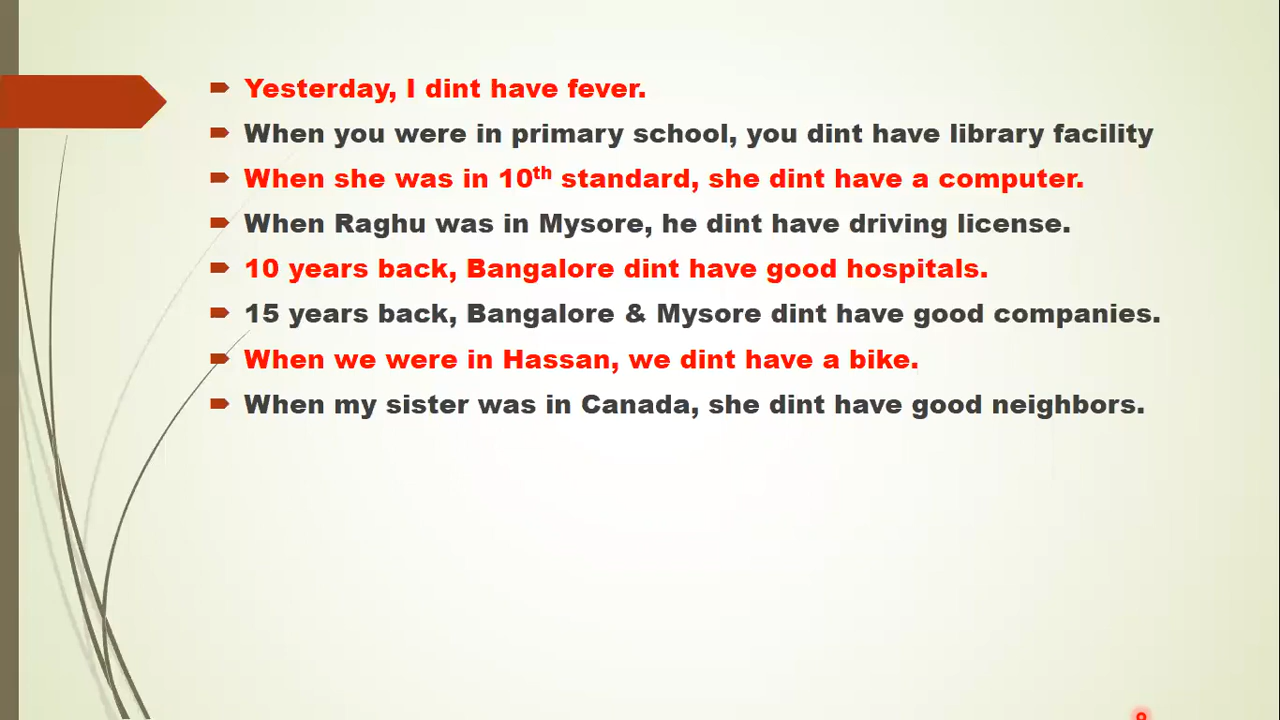 Yesterday, I dint have fever.
When you were in primary school, you dint have library facility
When she was in 10th standard, she dint have a computer.
When Raghu was in Mysore, he dint have driving license.
10 years back, Bangalore dint have good hospitals.
15 years back, Bangalore & Mysore dint have good companies.
When we were in Hassan, we dint have a bike.
When my sister was in Canada, she dint have good neighbors.